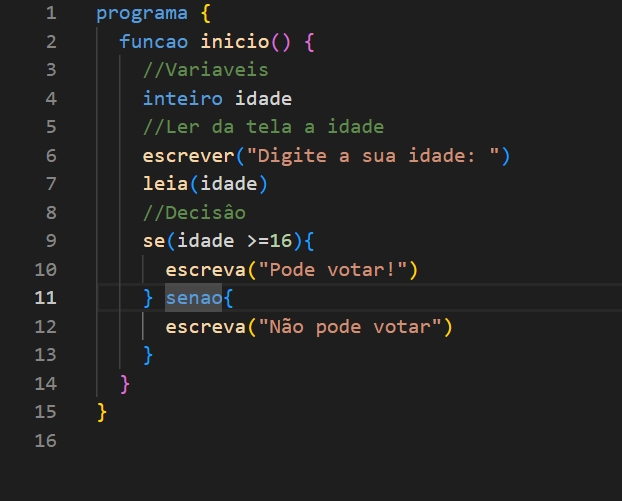 1 programa {
2 funcao inicio() {
3 //Variaveis
4 inteiro idade
5 //Ler da tela a idade
6 escrever("Digite a sua idade: ")
7 leia(idade)
8 //Decisâo
9 se(idade >=16){
10 escreva("Pode votar!")
11 } senao{
12 escreva("Não pode votar")
13 }
14 }
15 }
16